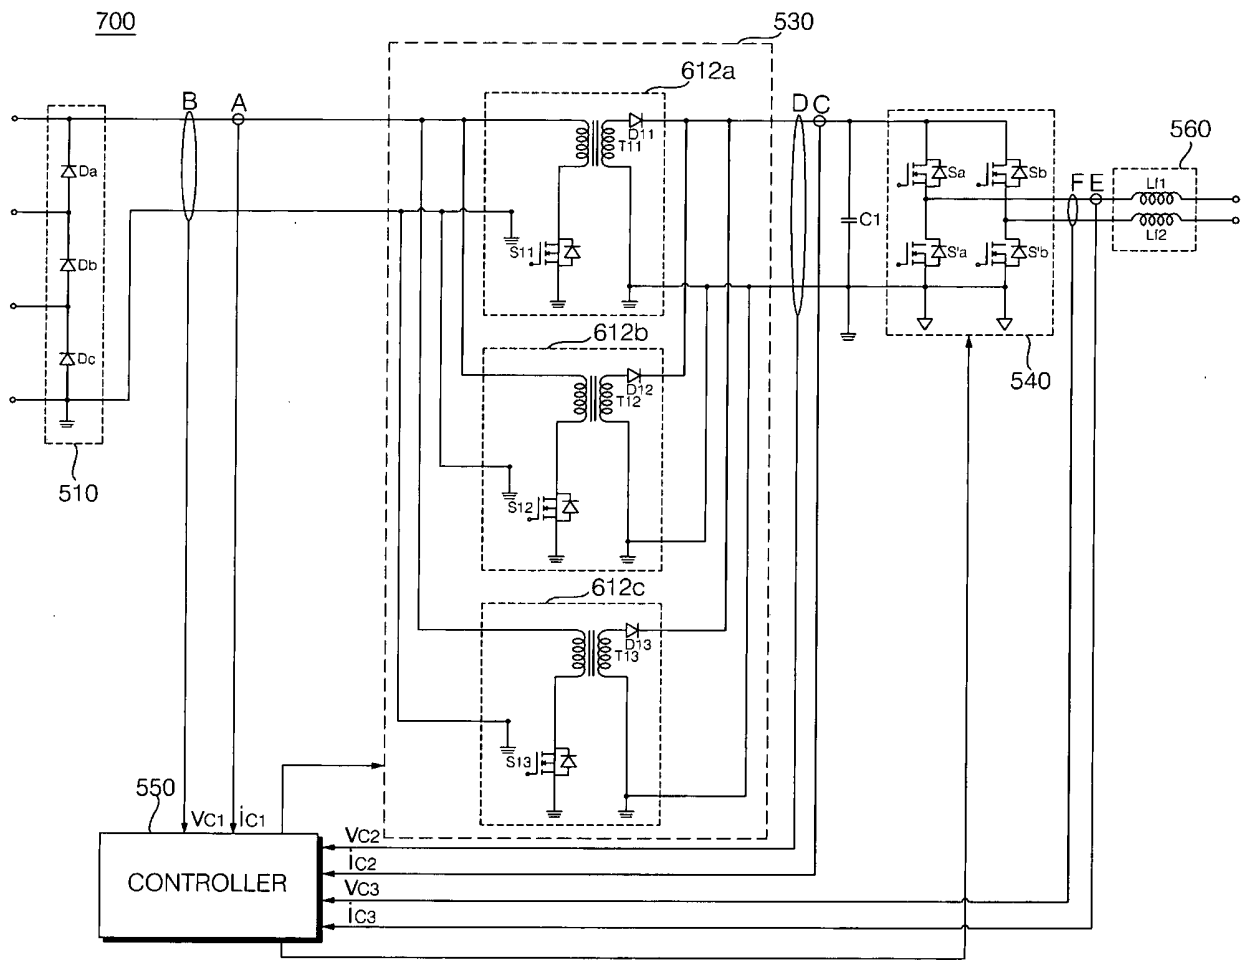 700
530
612a
B
A
D
C
D11
T11
560
Da
Sa
Sb
F
E
Lf1
Lf2
C1
S11
S'a
S'b
Db
612b
Dc
540
D12
T12
510
S12
612c
D13
T13
S13
550
VC1
iC1
VC2
iC2
CONTROLLER
VC3
iC3